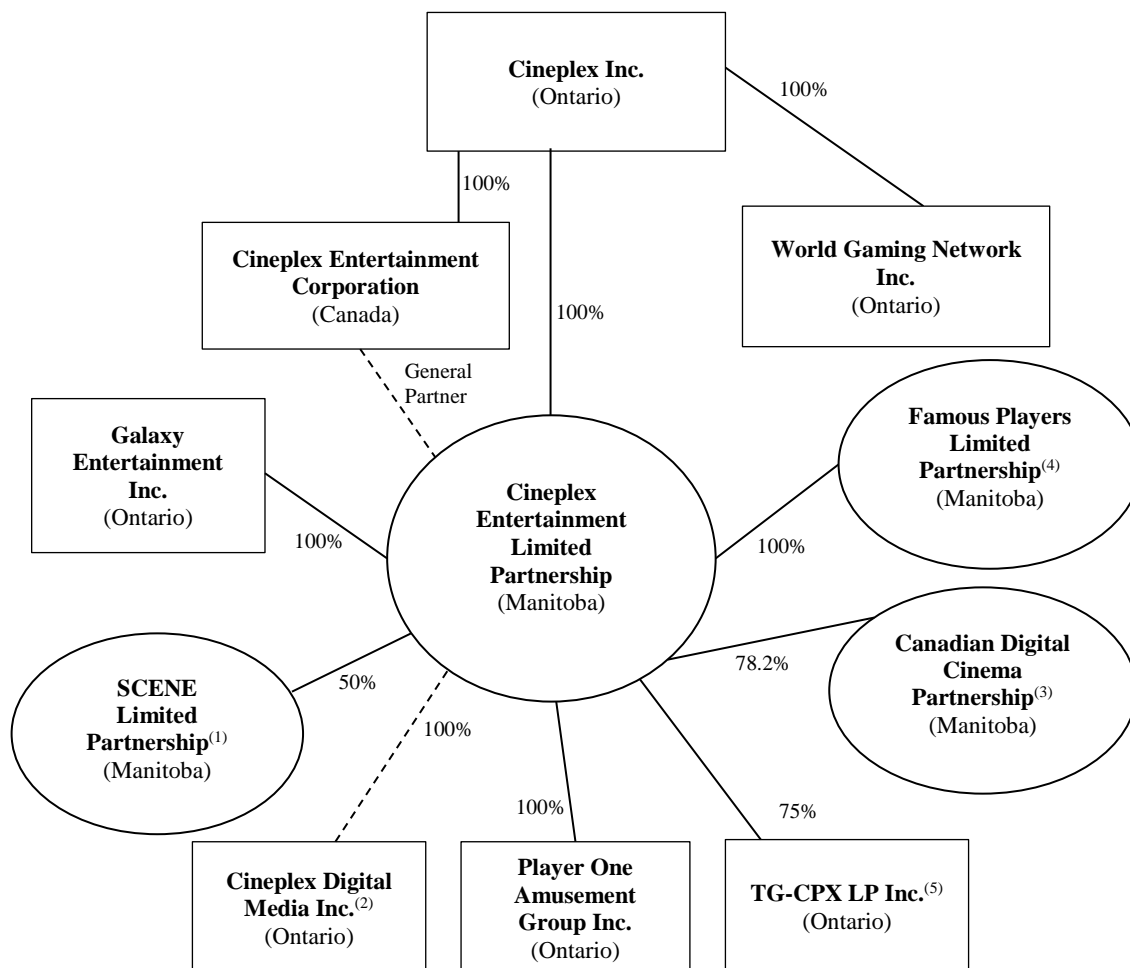 Cineplex Inc.
(Ontario)
100%
100%
Cineplex Entertainment
Corporation
(Canada)
World Gaming Network
Inc.
(Ontario)
100%
General
Partner
Galaxy
Entertainment
Inc.
(Ontario)
Famous Players
Limited
Partnership(4)
(Manitoba)
Cineplex
Entertainment
Limited
Partnership
(Manitoba)
100%
100%
Canadian Digital
Cinema
Partnership(3)
(Manitoba)
78.2%
SCENE
Limited
Partnership(1)
(Manitoba)
50%
100%
100%
75%
Cineplex Digital
Media Inc.(2)
(Ontario)
Player One
Amusement
Group Inc.
(Ontario)
TG-CPX LP Inc.(5)
(Ontario)